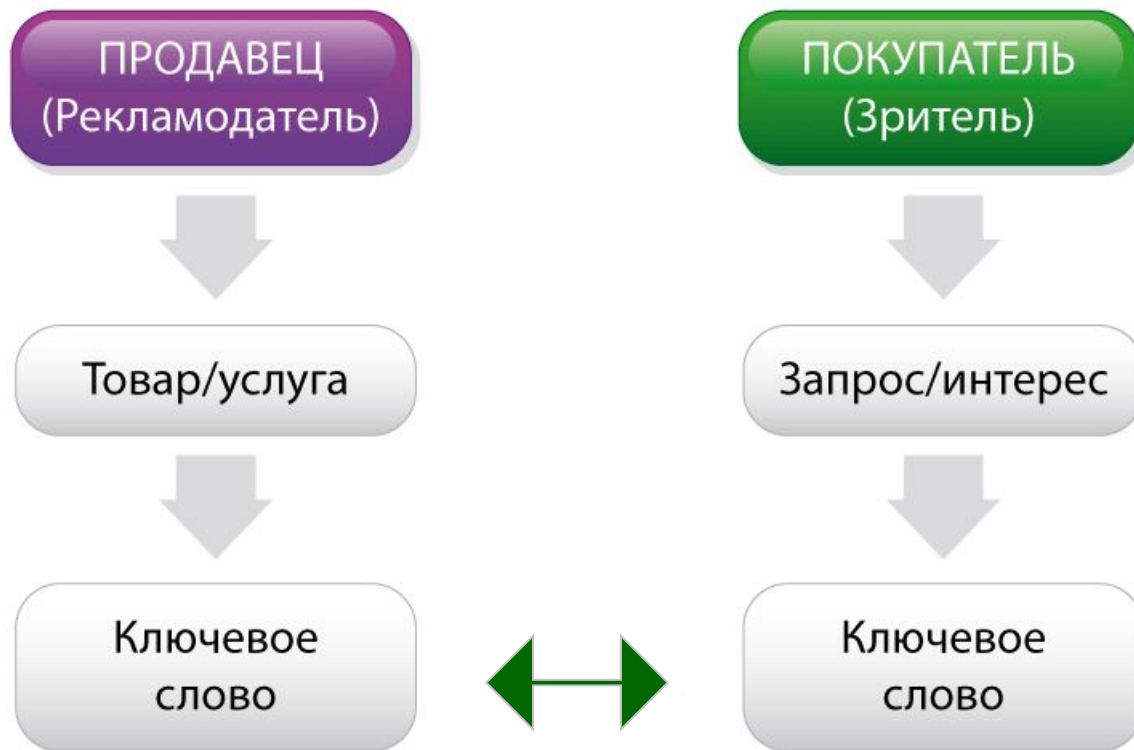 ПРОДАВЕЦ
(Рекламодатель)
Товар/услуга
Ключевое
слово
ПОКУПАТЕЛЬ
(Зритель)
Запрос/интерес
Ключевое
слово